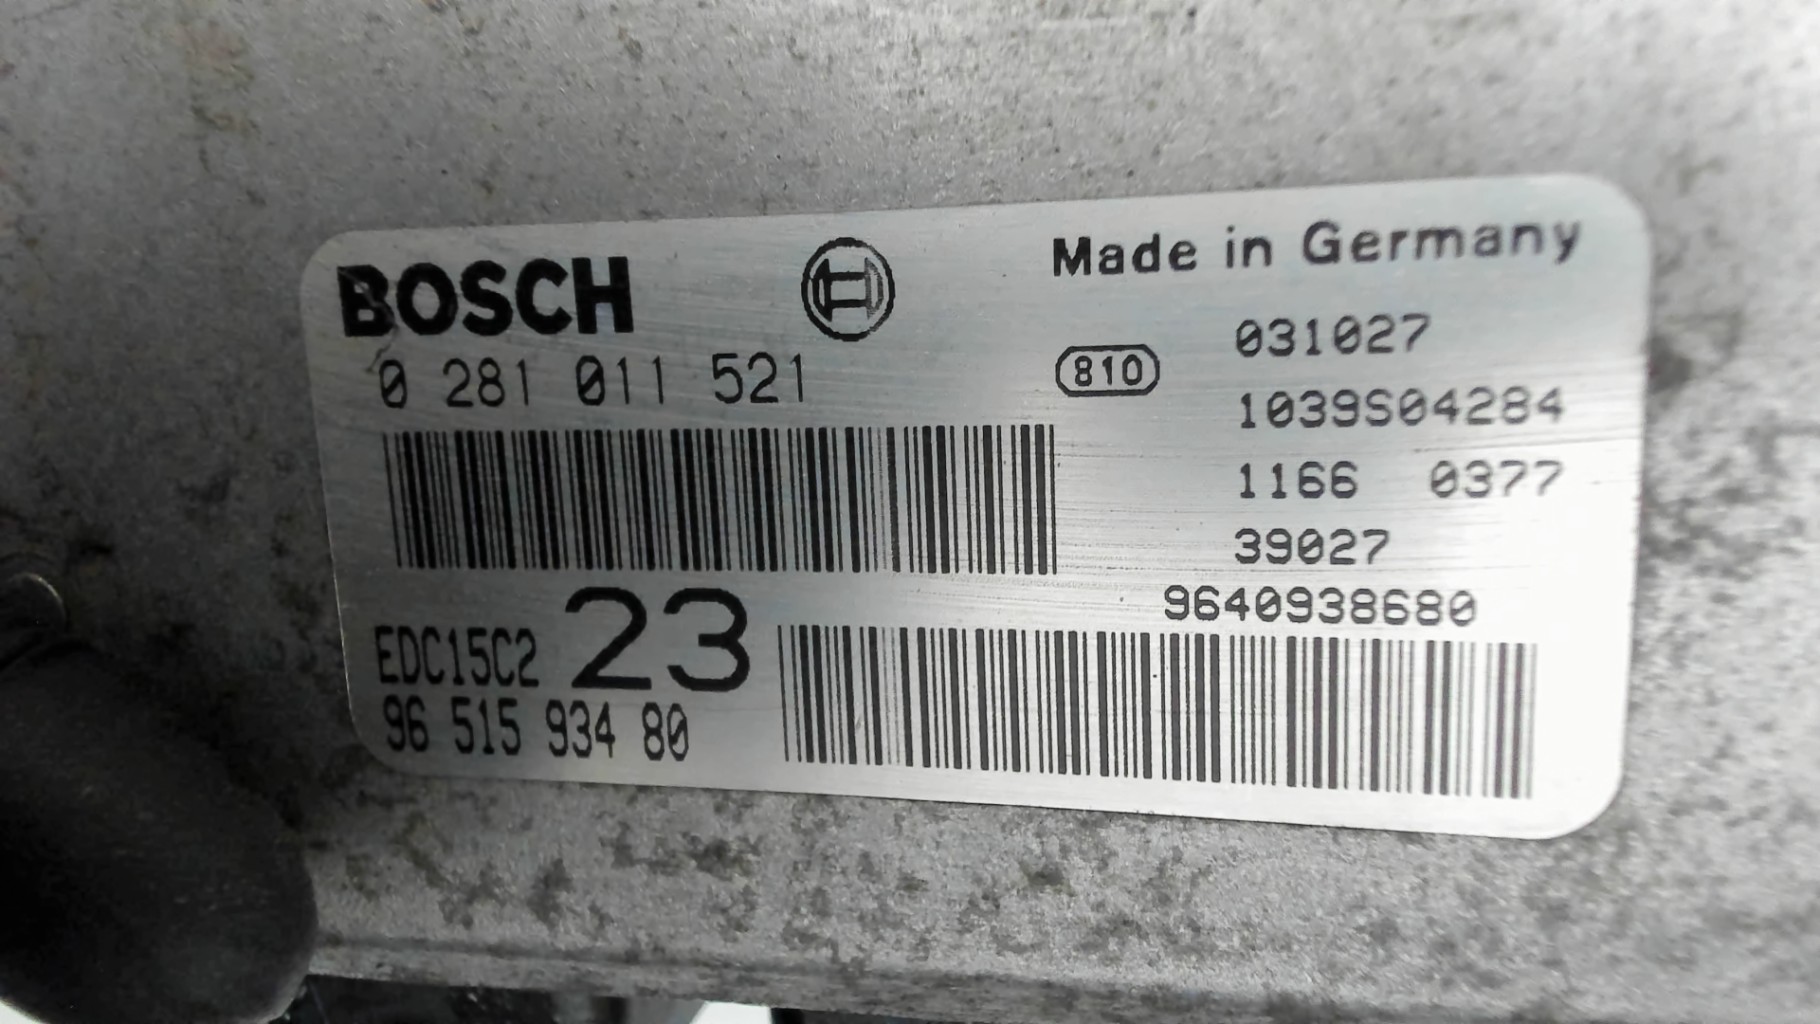 BOSCH
Made in Germany
0 281 011 521
810
031027
1039S04284
1166 0377
39027
9640938680
EDC15C2 23
96 515 934 80